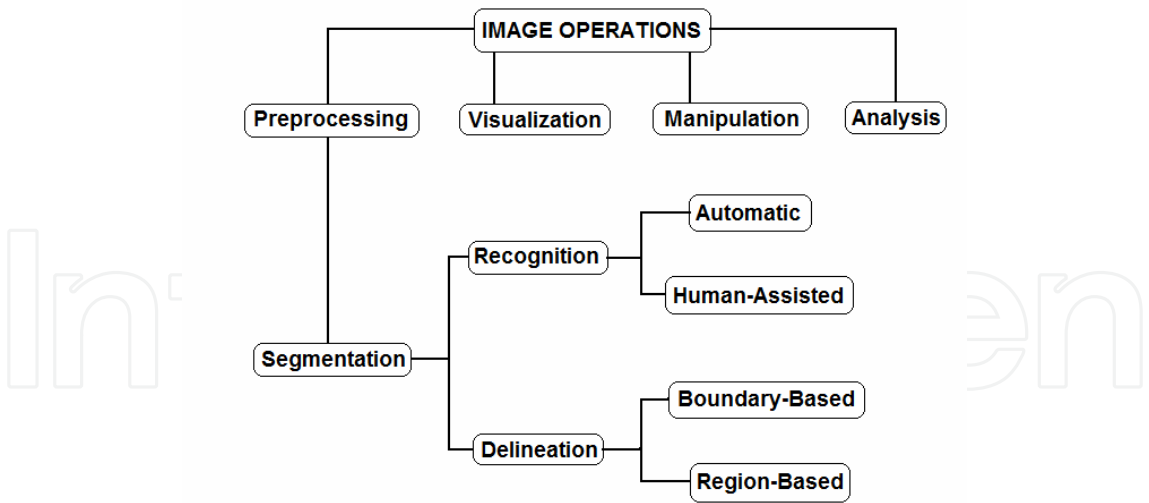 IMAGE OPERATIONS
Preprocessing
Visualization
Manipulation
Analysis
Automatic
Recognition
Human-Assisted
Segmentation
Boundary-Based
Delineation
Region-Based